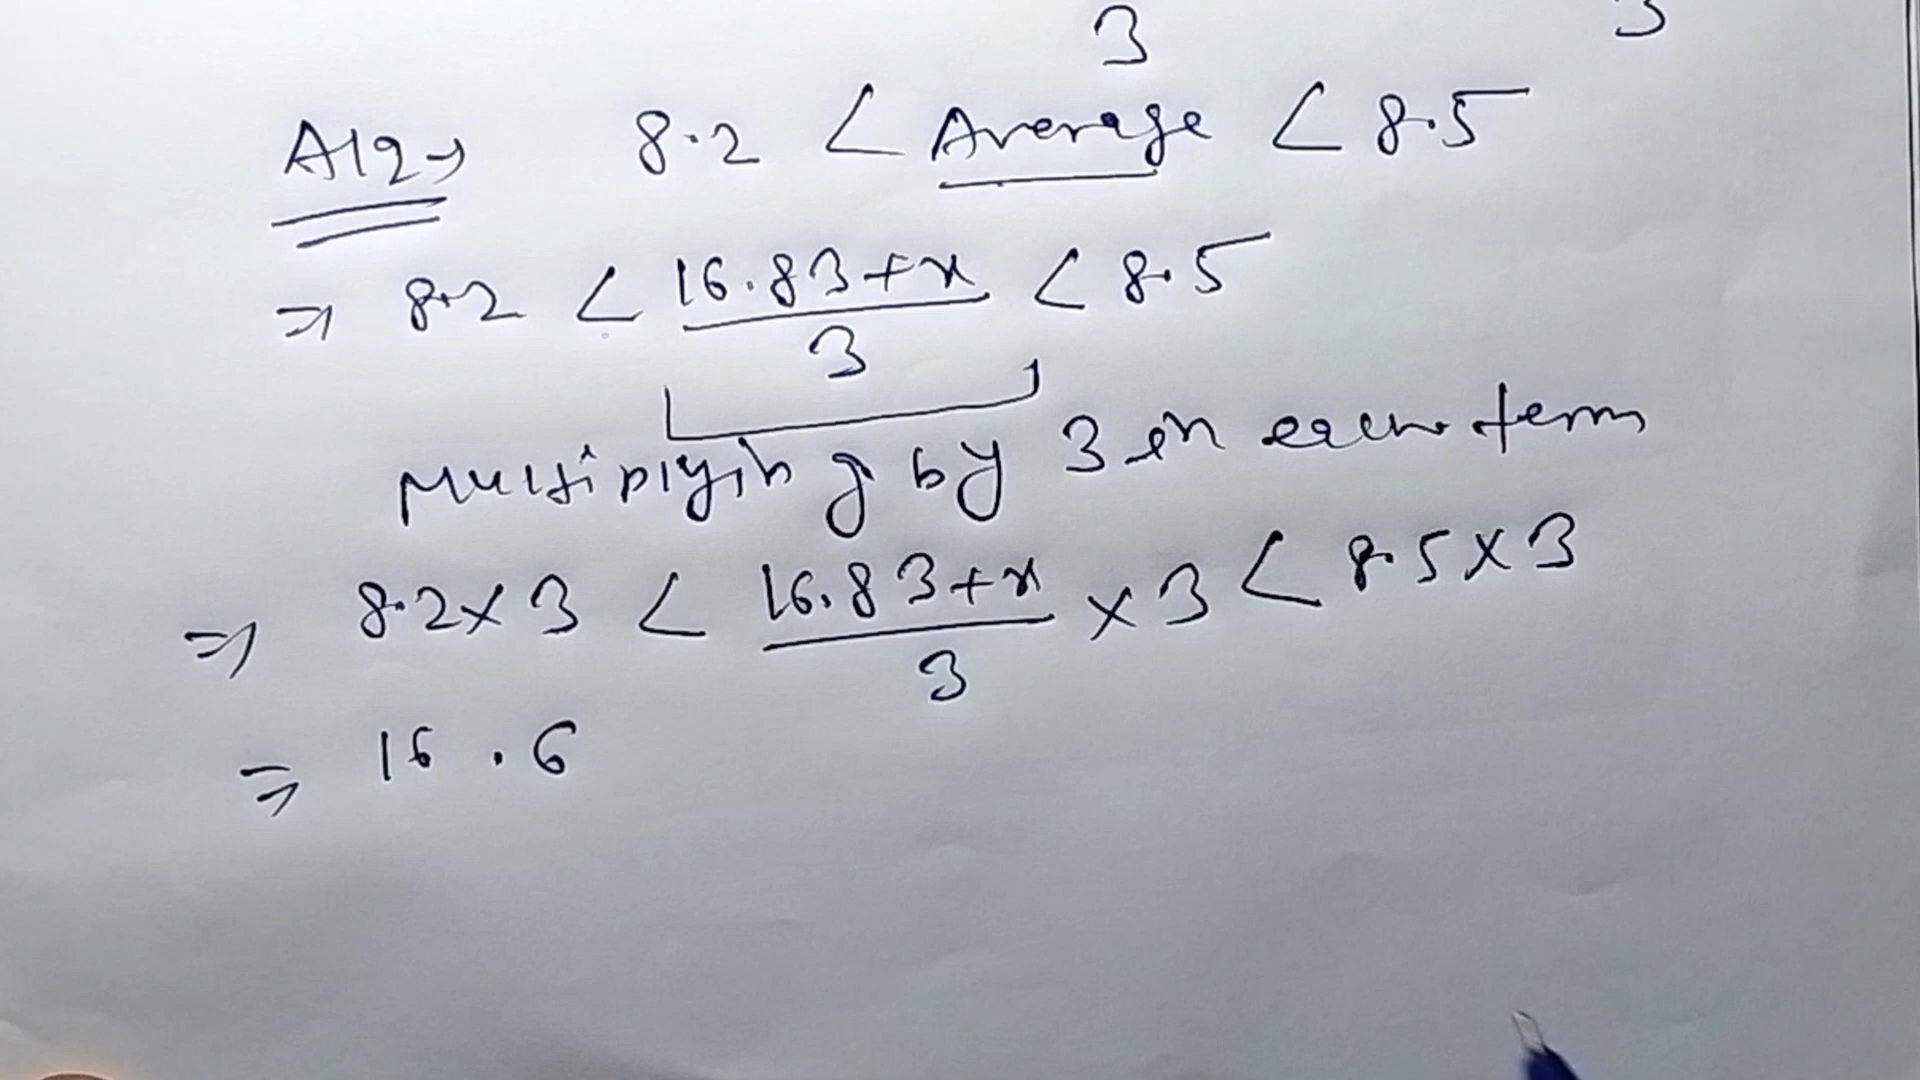 3 3
A/q→ 8.2 < Average < 8.5
⇒ 8.2 < 16.83+x < 8.5
3
Multiplying by 3 in each term
⇒ 8.2×3 < 16.83+x ×3 < 8.5×3
3
⇒ 16.6